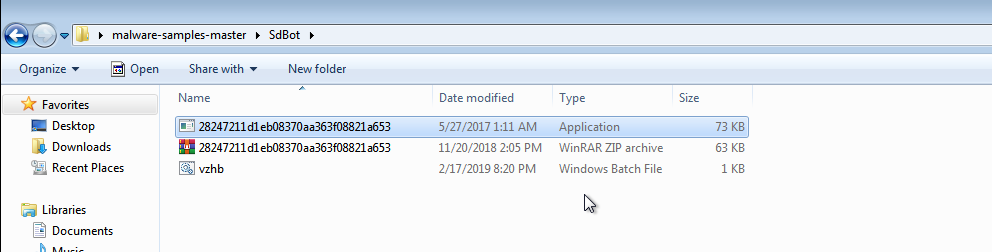 malware-samples-master SdBot
Organize Open Share with New folder
Favorites Name Date modified Type Size
Desktop 28247211d1eb08370aa363f08821a653 5/27/2017 1:11 AM Application 73 KB
Downloads 28247211d1eb08370aa363f08821a653 11/20/2018 2:05 PM WinRAR ZIP archive 63 KB
Recent Places vzhb 2/17/2019 8:20 PM Windows Batch File 1 KB
Libraries
Documents
Music